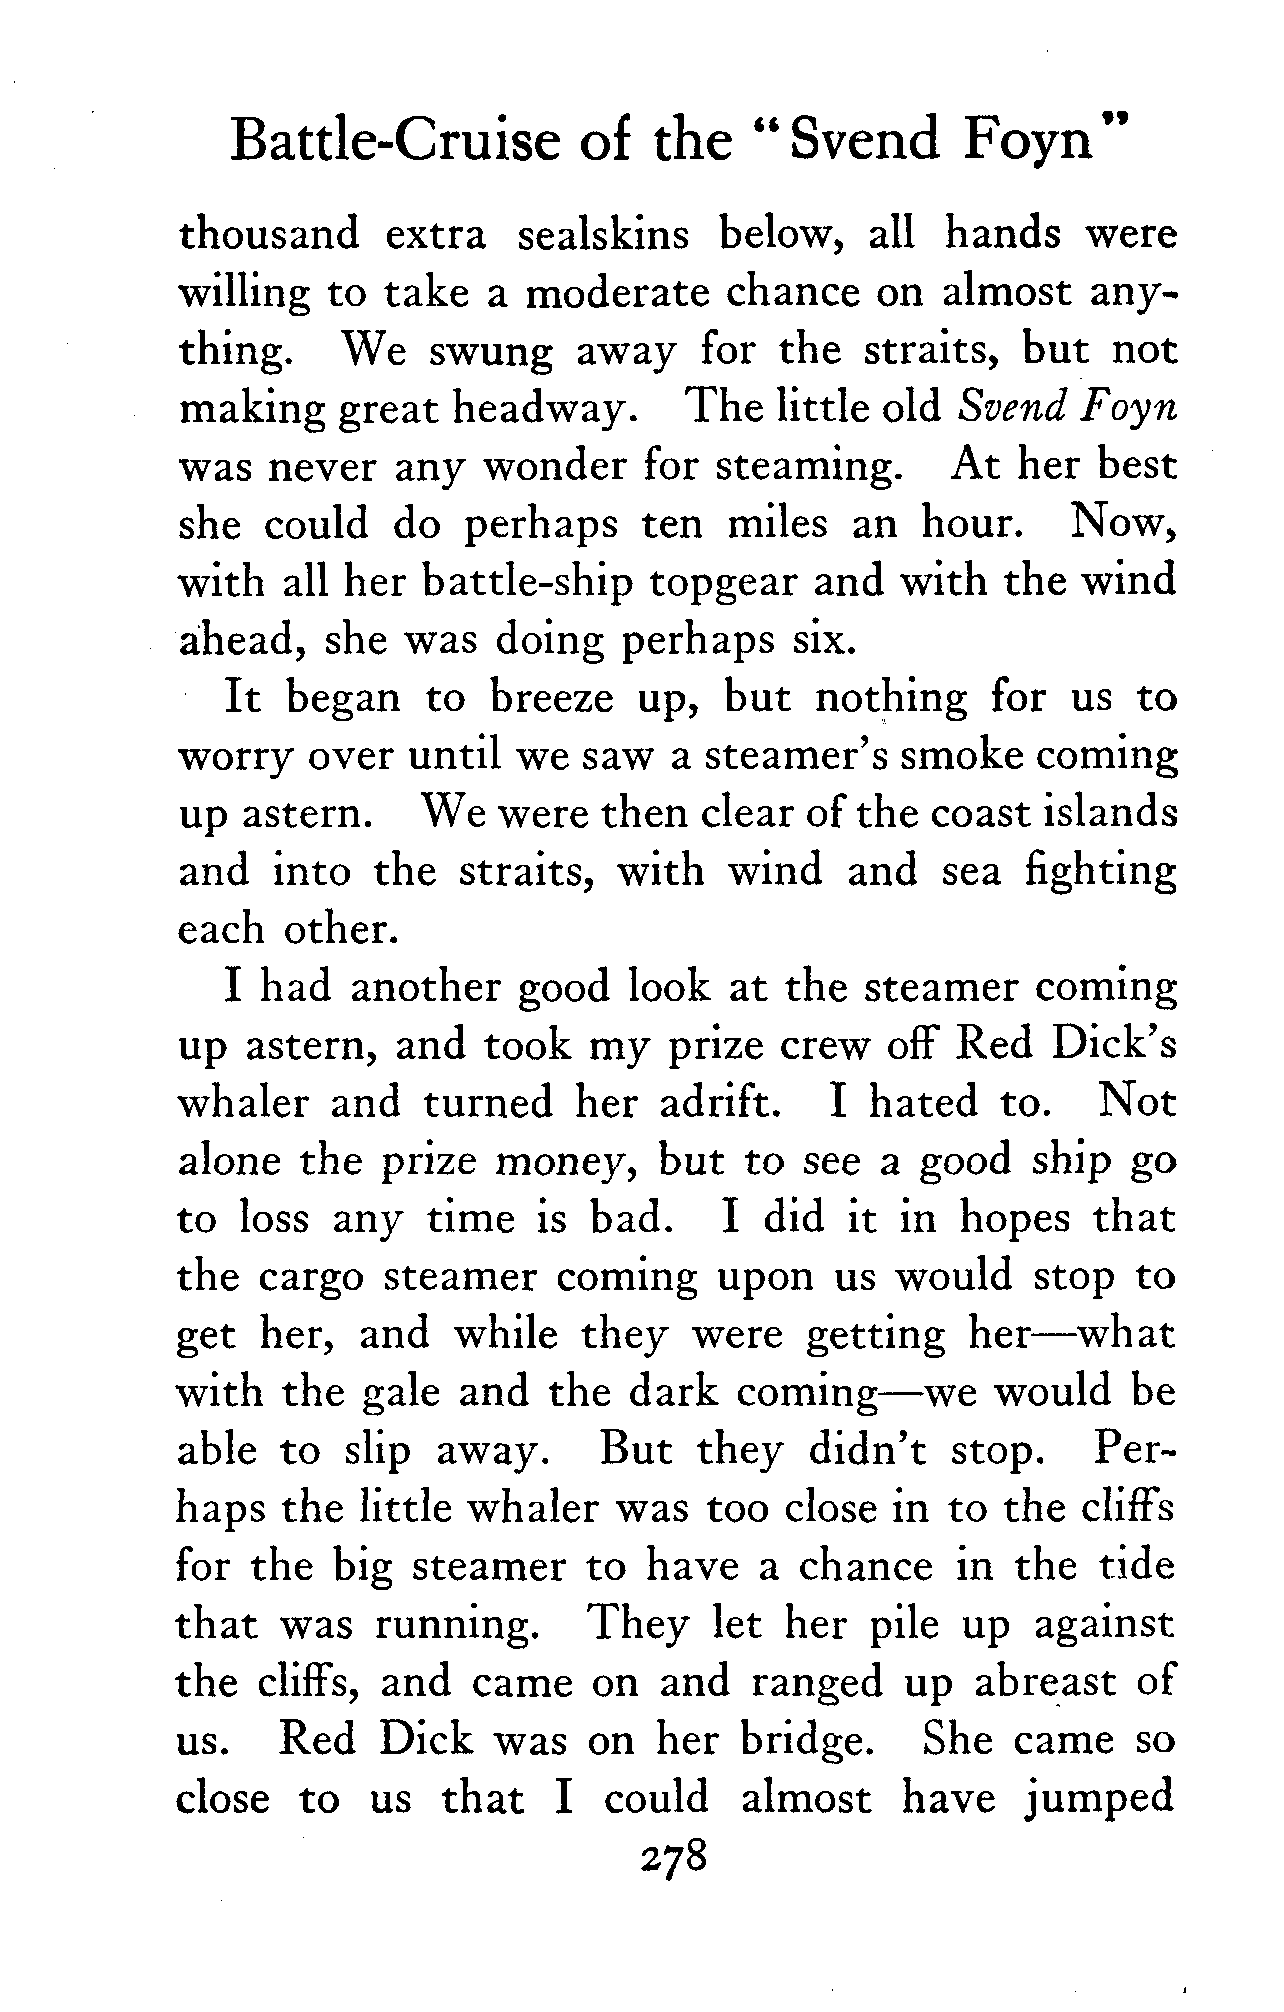 Battle-Cruise of the "Svend Foyn"
thousand extra sealskins below, all hands were
willing to take a moderate chance on almost any-
thing. We swung away for the straits, but not
making great headway. The little old Svend Foyn
was never any wonder for steaming. At her best
she could do perhaps ten miles an hour. Now,
with all her battle-ship topgear and with the wind
ahead, she was doing perhaps six.
It began to breeze up, but nothing for us to
worry over until we saw a steamer's smoke coming
up astern. We were then clear of the coast islands
and into the straits, with wind and sea fighting
each other.
I had another good look at the steamer coming
up astern, and took my prize crew off Red Dick's
whaler and turned her adrift. I hated to. Not
alone the prize money, but to see a good ship go
to loss any time is bad. I did it in hopes that
the cargo steamer coming upon us would stop to
get her, and while they were getting her—what
with the gale and the dark coming—we would be
able to slip away. But they didn't stop. Per-
haps the little whaler was too close in to the cliffs
for the big steamer to have a chance in the tide
that was running. They let her pile up against
the cliffs, and came on and ranged up abreast of
us. Red Dick was on her bridge. She came so
close to us that I could almost have jumped
278